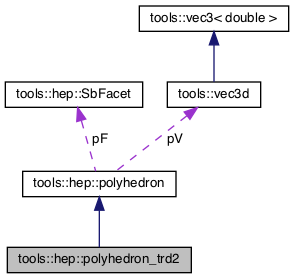 tools::vec3< double >
tools::hep::SbFacet
tools::vec3d
pF
pV
tools::hep::polyhedron
tools::hep::polyhedron_trd2